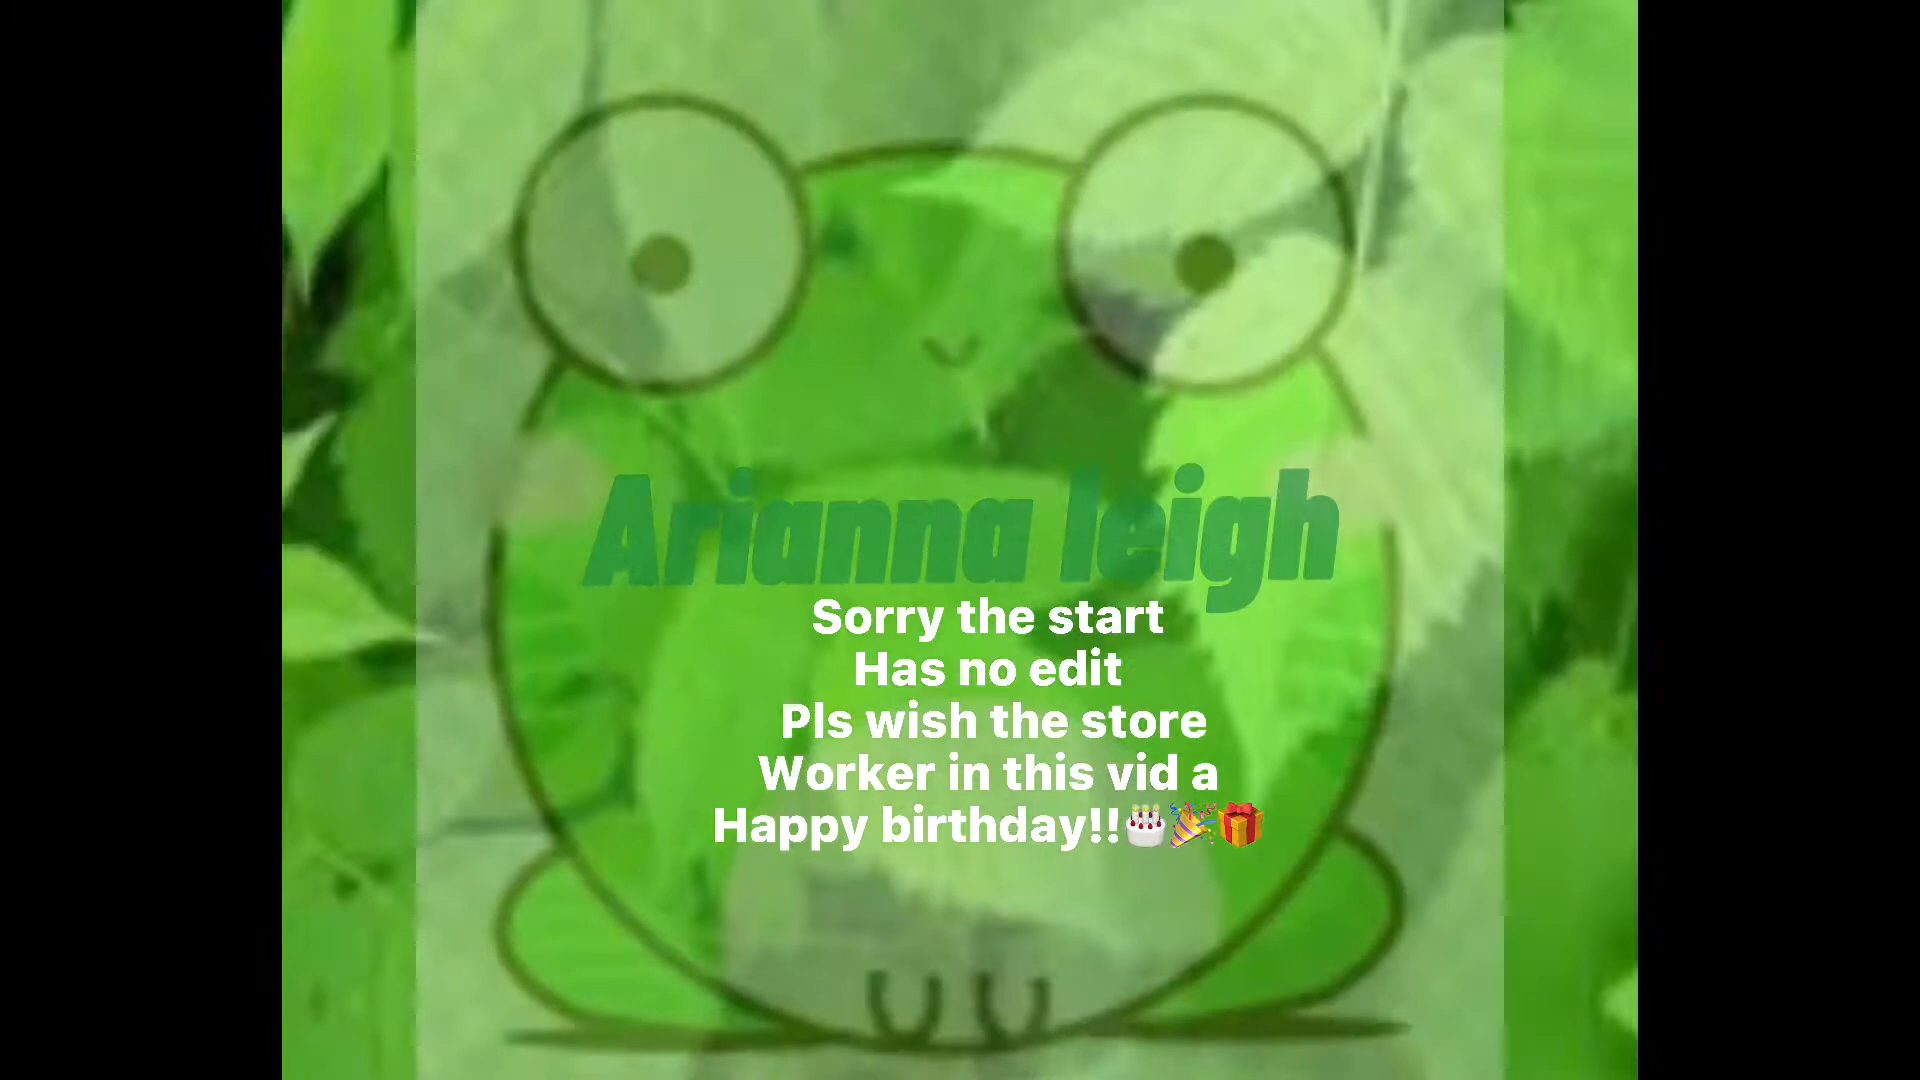 Arianna leigh
Sorry the start
Has no edit
Pls wish the store
Worker in this vid a
Happy birthday!!🎂🎉🎁